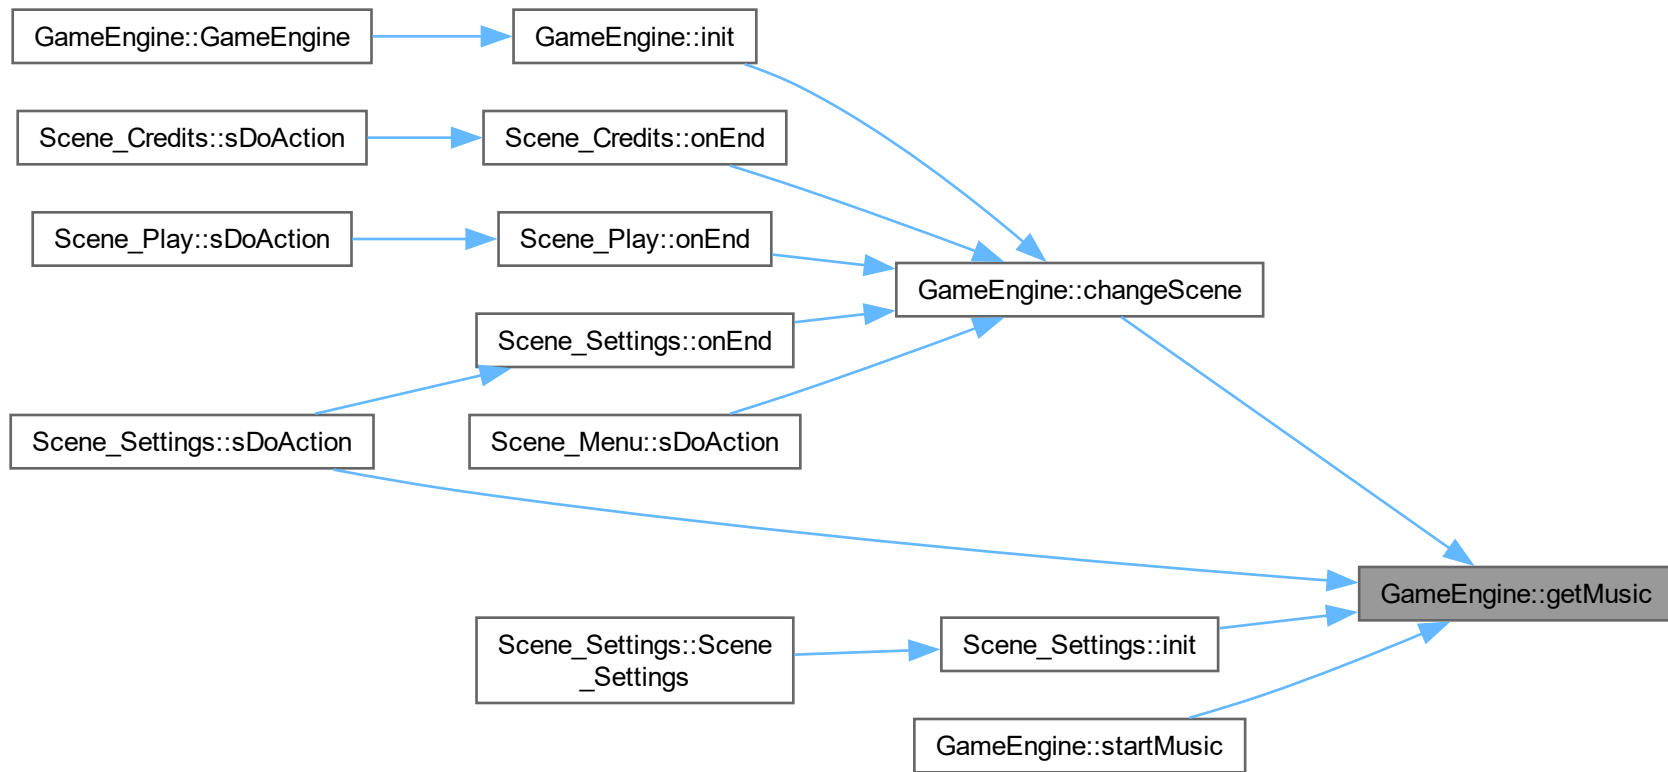 GameEngine::GameEngine
GameEngine::init
Scene_Credits::sDoAction
Scene_Credits::onEnd
Scene_Play::sDoAction
Scene_Play::onEnd
GameEngine::changeScene
Scene_Settings::onEnd
Scene_Settings::sDoAction
Scene_Menu::sDoAction
GameEngine::getMusic
Scene_Settings::Scene
_Settings
Scene_Settings::init
GameEngine::startMusic